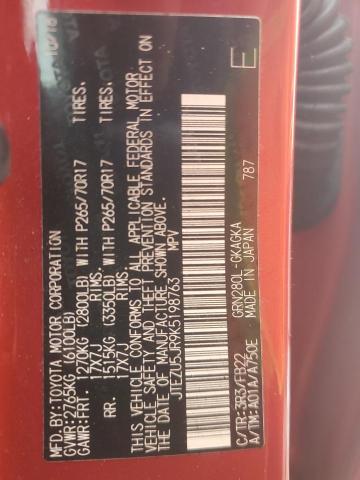 MFD. BY: TOYOTA MOTOR CORPORATION 10/18
GVWR: 2765KG (6100LB)
GAWR: FRT. 1270KG (2800LB) WITH P265/70R17 TIRES,
17X7J RIMS,
RR. 1515KG (3350LB) WITH P265/70R17 TIRES,
17X7J RIMS,
THIS VEHICLE CONFORMS TO ALL APPLICABLE FEDERAL MOTOR
VEHICLE SAFETY AND THEFT PREVENTION STANDARDS IN EFFECT ON
THE DATE OF MANUFACTURE SHOWN ABOVE.
JTEZU5JR9K5198763 MPV
C/TR: 3R3/FB22 GRN280L-GKAGKA
A/TM: A01A/A750E MADE IN JAPAN 787